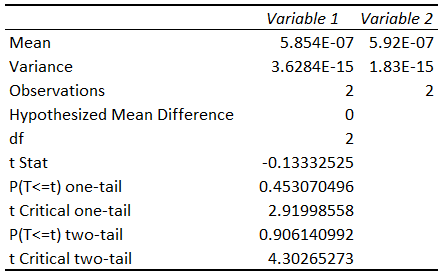 Variable 1 Variable 2
Mean 5.854E-07 5.92E-07
Variance 3.6284E-15 1.83E-15
Observations 2 2
Hypothesized Mean Difference 0
df 2
t Stat -0.13332525
P(T<=t) one-tail 0.453070496
t Critical one-tail 2.91998558
P(T<=t) two-tail 0.906140992
t Critical two-tail 4.30265273